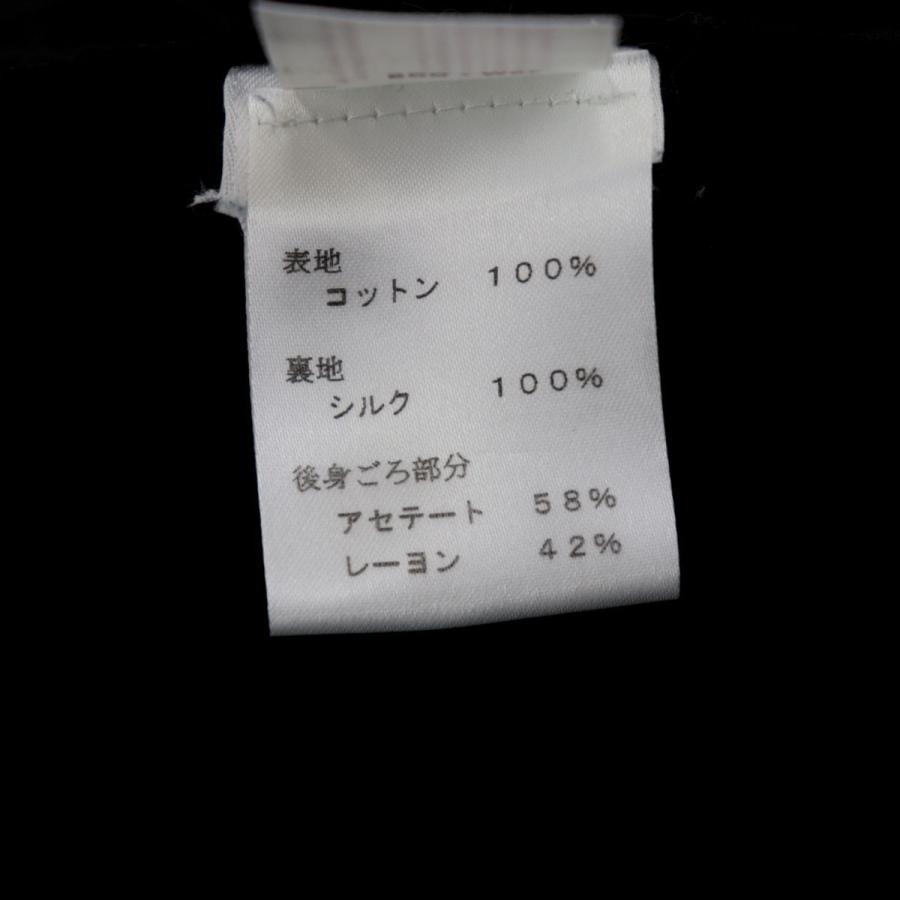 表地
コットン １００％
裏地
シルク １００％
後身ごろ部分
アセテート ５８％
レーヨン ４２％